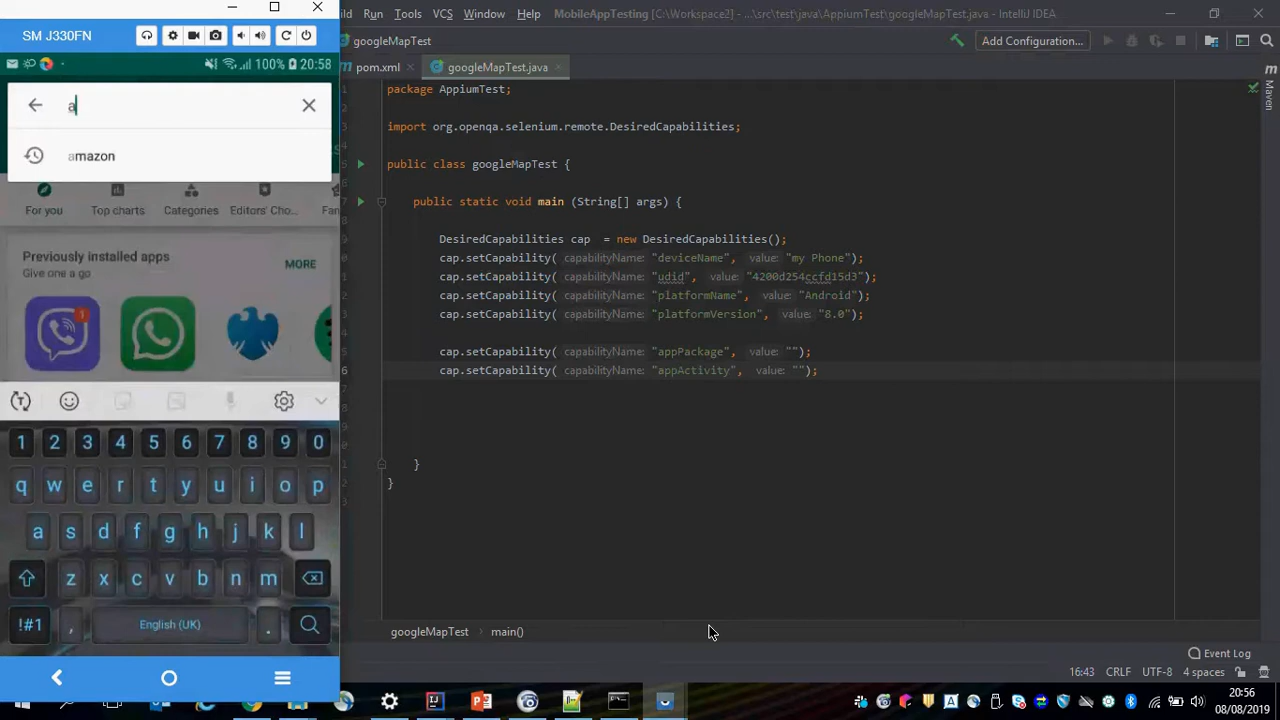 SM J330FN
100% 20:58
a
amazon
For you
Top charts
Categories
'Editors' Cho...
Previously installed apps
Give one a go
MORE
1
1 2 3 4 5 6 7 8 9 0
q w e r t y u i o p
a s d f g h j k l
z x c v b n m
!#1 , English (UK) .
Run Tools VCS Window Help MobileAppTesting [C:\Workspace2] - ...\src\test\java\AppiumTest\googleMapTest.java - IntelliJ IDEA
googleMapTest
Add Configuration...
pom.xml
googleMapTest.java
Maven
package AppiumTest;
import org.openqa.selenium.remote.DesiredCapabilities;
public class googleMapTest {
public static void main (String[] args) {
DesiredCapabilities cap = new DesiredCapabilities();
cap.setCapability( capabilityName: "deviceName", value: "my Phone");
cap.setCapability( capabilityName: "udid", value: "4200d254ccfd15d3");
cap.setCapability( capabilityName: "platformName", value: "Android");
cap.setCapability( capabilityName: "platformVersion", value: "8.0");
cap.setCapability( capabilityName: "appPackage", value: "");
cap.setCapability( capabilityName: "appActivity", value: "");
}
}
googleMapTest › main()
Event Log
16:43 CRLF UTF-8 4 spaces
20:56
08/08/2019